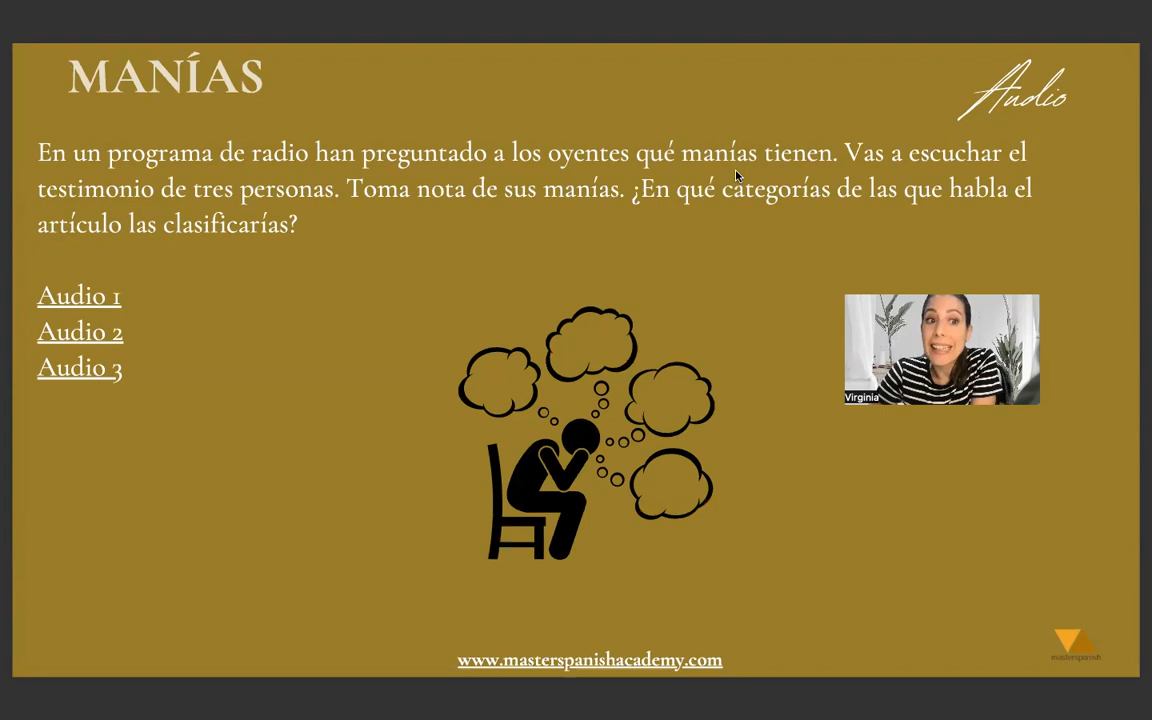 MANÍAS
Audio
En un programa de radio han preguntado a los oyentes qué manías tienen. Vas a escuchar el
testimonio de tres personas. Toma nota de sus manías. ¿En qué categorías de las que habla el
artículo las clasificarías?
Audio 1
Audio 2
Audio 3
Virginia
www.masterspanishacademy.com
masterspanish